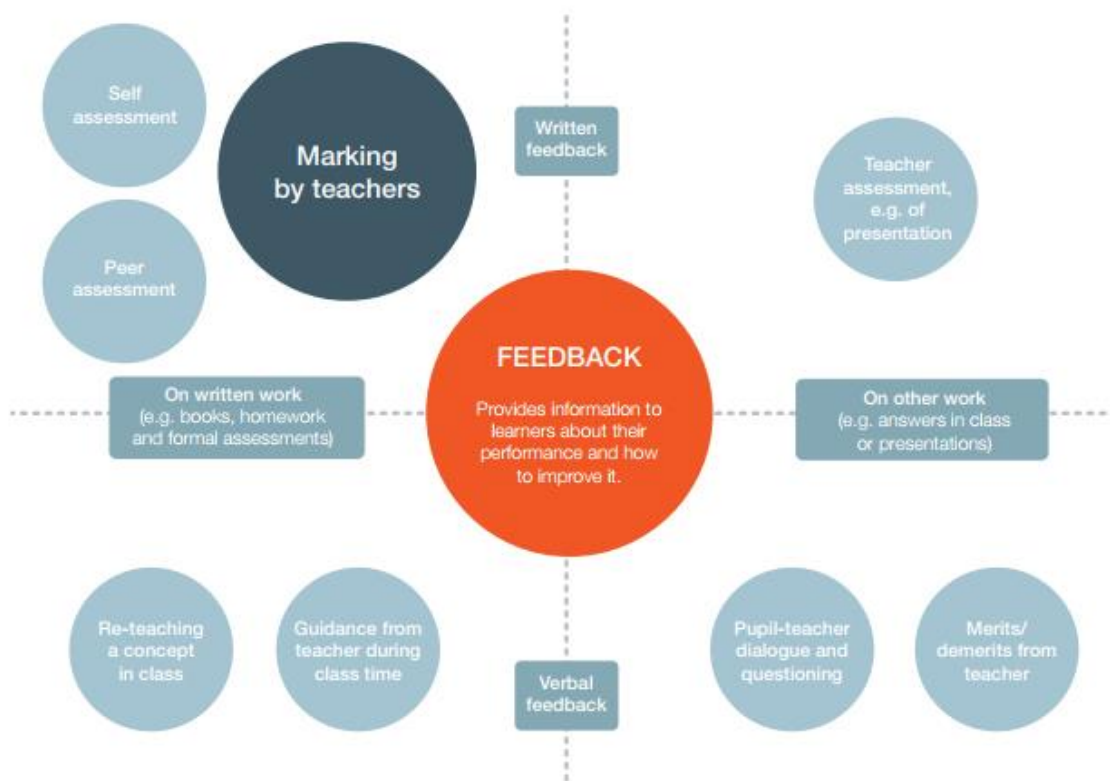 Self
assessment
Marking
by teachers
Written
feedback
Teacher
assessment,
e.g. of
presentation
Peer
assessment
FEEDBACK
Provides information to
learners about their
performance and how
to improve it.
On written work
(e.g. books, homework
and formal assessments)
On other work
(e.g. answers in class
or presentations)
Re-teaching
a concept
in class
Guidance from
teacher during
class time
Verbal
feedback
Pupil-teacher
dialogue and
questioning
Merits/
demerits from
teacher